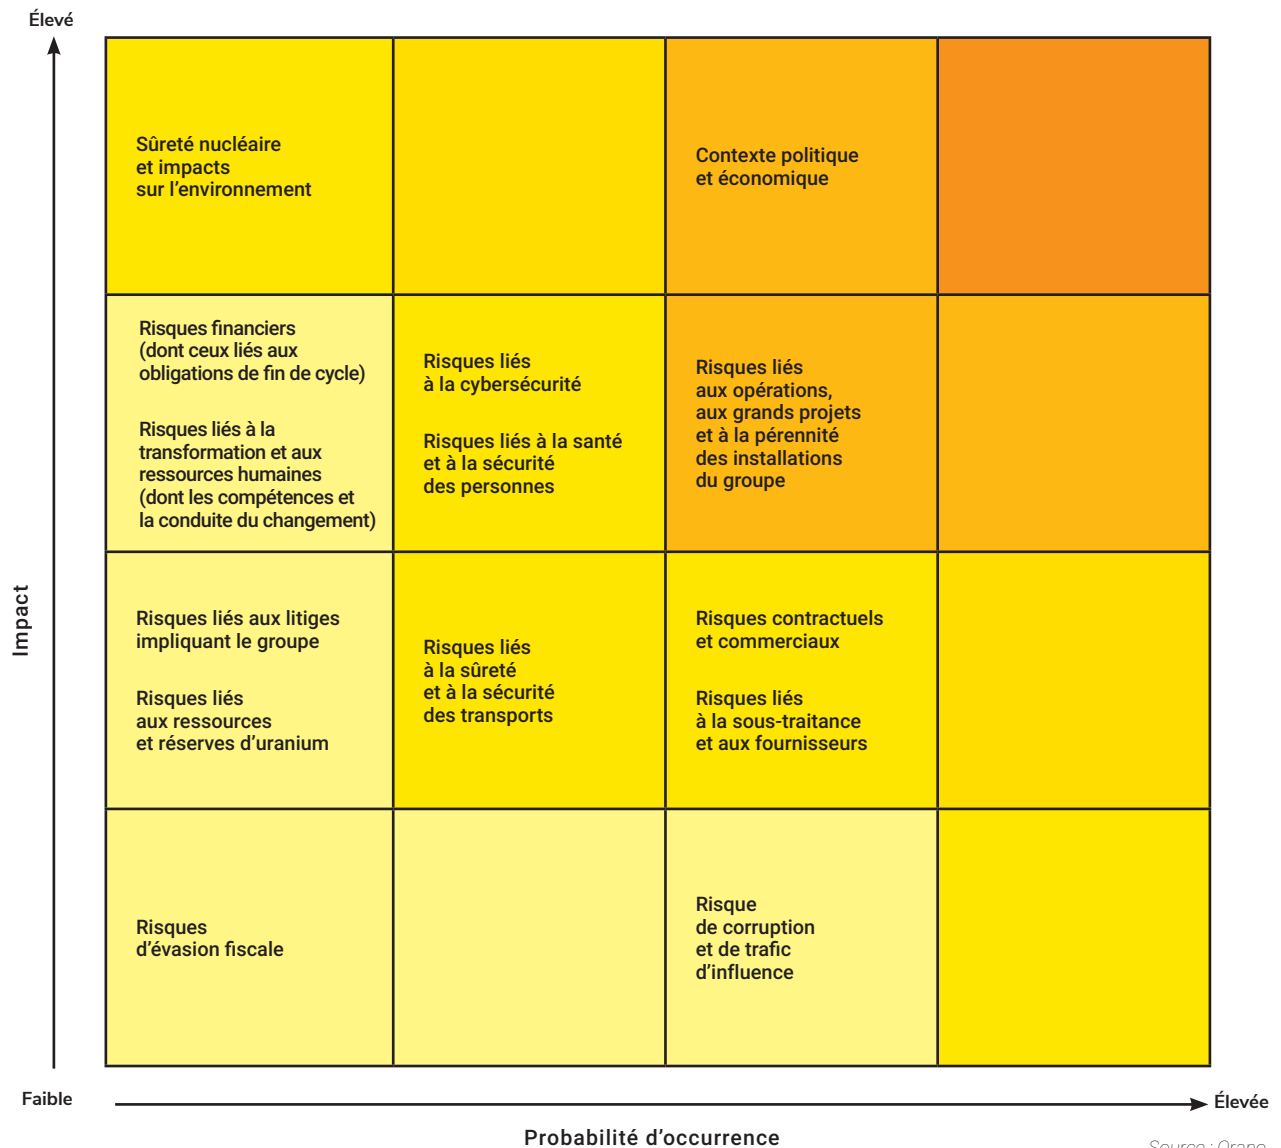 Élevé
Sûreté nucléaire
et impacts
sur l’environnement
Contexte politique
et économique
Risques financiers
(dont ceux liés aux
obligations de fin de cycle)
Risques liés à la
transformation et aux
ressources humaines
(dont les compétences et
la conduite du changement)
Risques liés
à la cybersécurité
Risques liés à la santé
et à la sécurité
des personnes
Risques liés
aux opérations,
aux grands projets
et à la pérennité
des installations
du groupe
Impact
Risques liés aux litiges
impliquant le groupe
Risques liés
aux ressources
et réserves d’uranium
Risques liés
à la sûreté
et à la sécurité
des transports
Risques contractuels
et commerciaux
Risques liés
à la sous-traitance
et aux fournisseurs
Risques
d’évasion fiscale
Risque
de corruption
et de trafic
d’influence
Faible
Élevée
Probabilité d’occurrence
Source : Orano